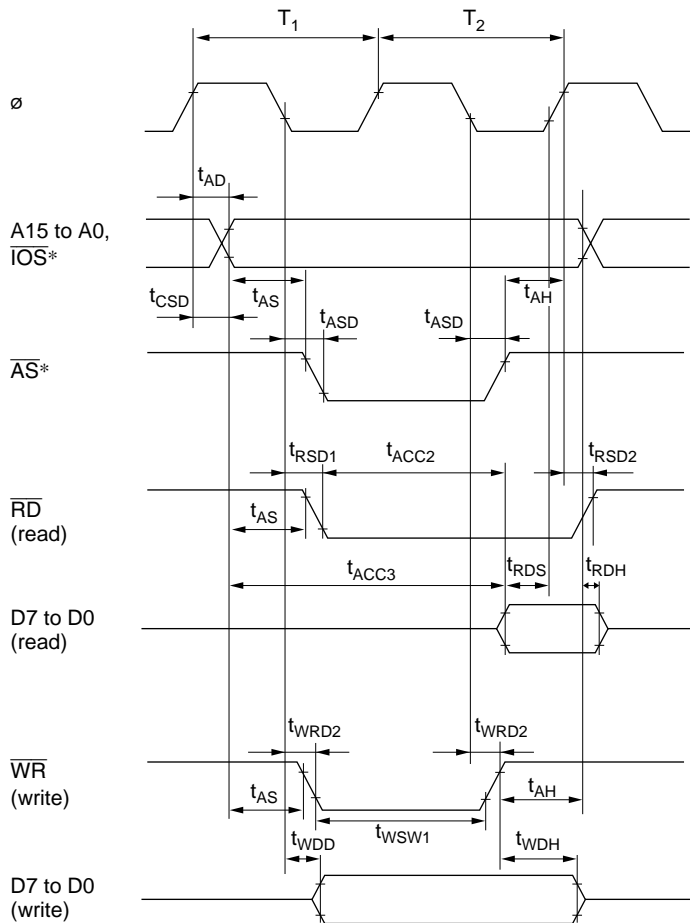 T1 T2
ø
tAD
A15 to A0,
IOS*
tCSD tAS tAH
tASD tASD
AS*
tRSD1 tACC2 tRSD2
RD
(read)
tAS
tACC3 tRDS tRDH
D7 to D0
(read)
tWRD2 tWRD2
WR
(write)
tAS tAH
tWSW1
tWDD tWDH
D7 to D0
(write)